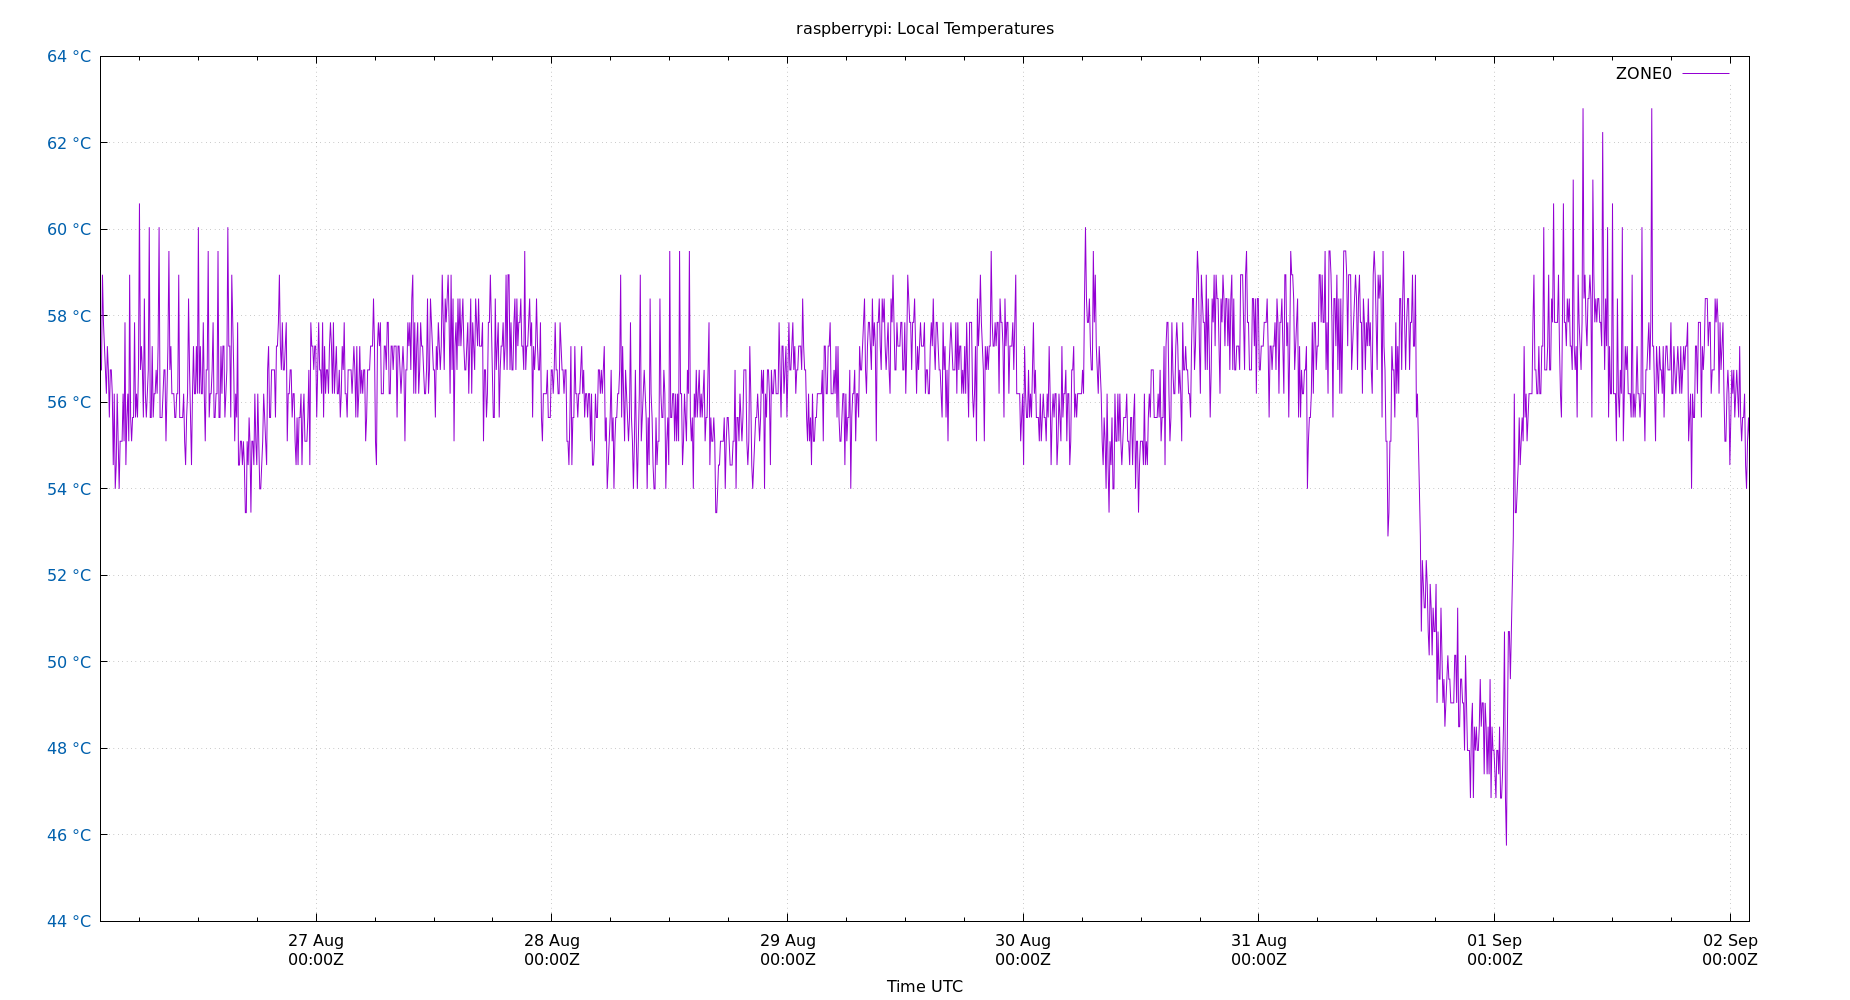 raspberrypi: Local Temperatures
64 °C
ZONE0
62 °C
60 °C
58 °C
56 °C
54 °C
52 °C
50 °C
48 °C
46 °C
44 °C
27 Aug 28 Aug 29 Aug 30 Aug 31 Aug 01 Sep 02 Sep
00:00Z 00:00Z 00:00Z 00:00Z 00:00Z 00:00Z 00:00Z
Time UTC